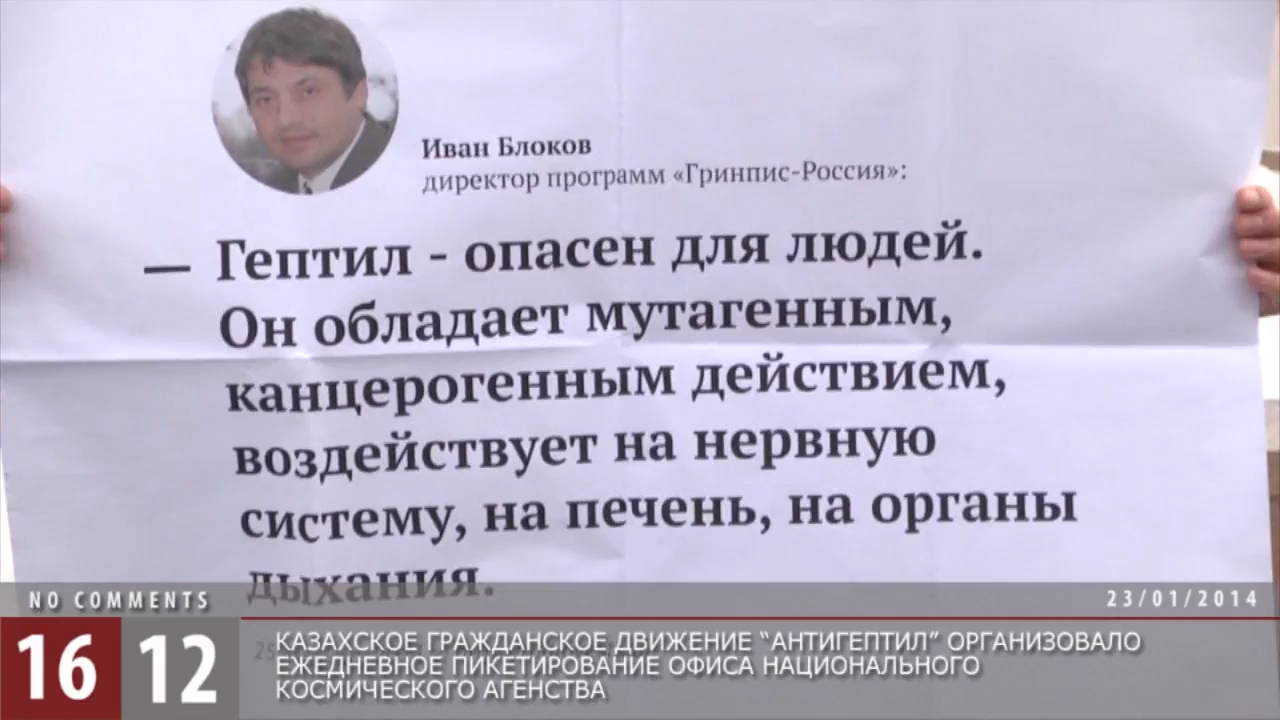 Иван Блоков
директор программ «Гринпис-Россия»:
— Гептил - опасен для людей.
Он обладает мутагенным,
канцерогенным действием,
воздействует на нервную
систему, на печень, на органы
дыхания.
NO COMMENTS
23/01/2014
16 12
КАЗАХСКОЕ ГРАЖДАНСКОЕ ДВИЖЕНИЕ “АНТИГЕПТИЛ” ОРГАНИЗОВАЛО
ЕЖЕДНЕВНОЕ ПИКЕТИРОВАНИЕ ОФИСА НАЦИОНАЛЬНОГО
КОСМИЧЕСКОГО АГЕНСТВА